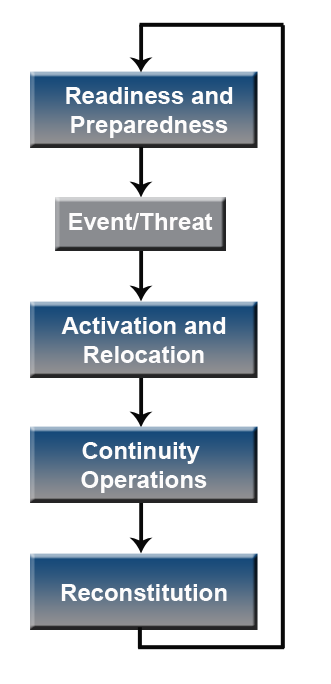 Readiness and
Preparedness
Event/Threat
Activation and
Relocation
Continuity
Operations
Reconstitution